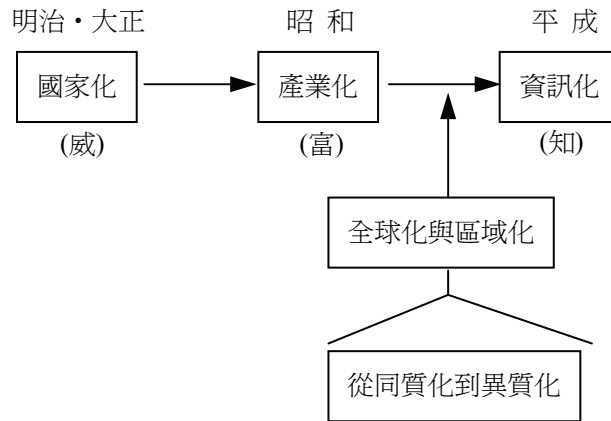 明治・大正 昭 和 平 成
國家化 產業化 資訊化
(威) (富) (知)
全球化與區域化
從同質化到異質化